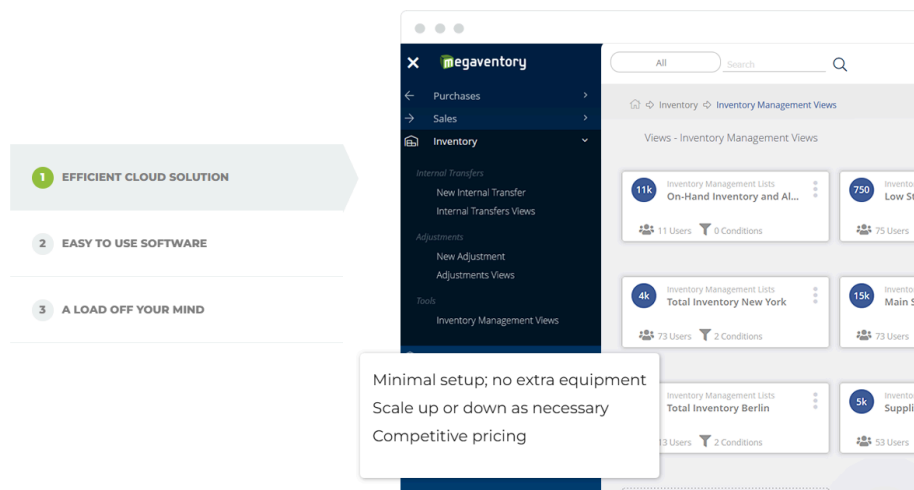 1 EFFICIENT CLOUD SOLUTION
2 EASY TO USE SOFTWARE
3 A LOAD OFF YOUR MIND
megaventory
Purchases
Sales
Inventory
Internal Transfers
New Internal Transfer
Internal Transfers Views
Adjustments
New Adjustment
Adjustments Views
Tools
Inventory Management Views
All
Search
Inventory
Inventory Management Views
Views - Inventory Management Views
11k
Inventory Management Lists
On-Hand Inventory and Al...
11 Users 0 Conditions
750
Low
75 Users
4k
Inventory Management Lists
Total Inventory New York
73 Users 2 Conditions
15k
Main
73 Users
Inventory Management Lists
Total Inventory Berlin
13 Users 2 Conditions
5k
53 Users
Minimal setup; no extra equipment
Scale up or down as necessary
Competitive pricing